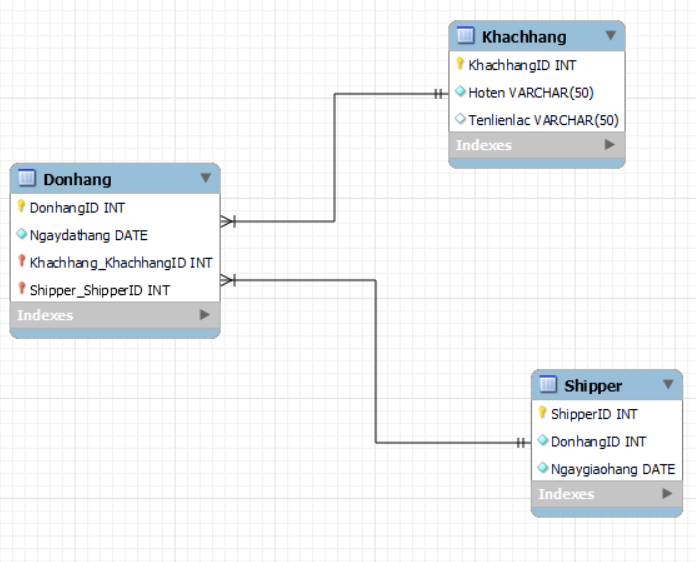 Khachhang
KhachhangID INT
Hoten VARCHAR(50)
Tenlienlac VARCHAR(50)
Indexes
Donhang
DonhangID INT
Ngaydathang DATE
Khachhang_KhachhangID INT
Shipper_ShipperID INT
Indexes
Shipper
ShipperID INT
DonhangID INT
Ngaygiaohang DATE
Indexes